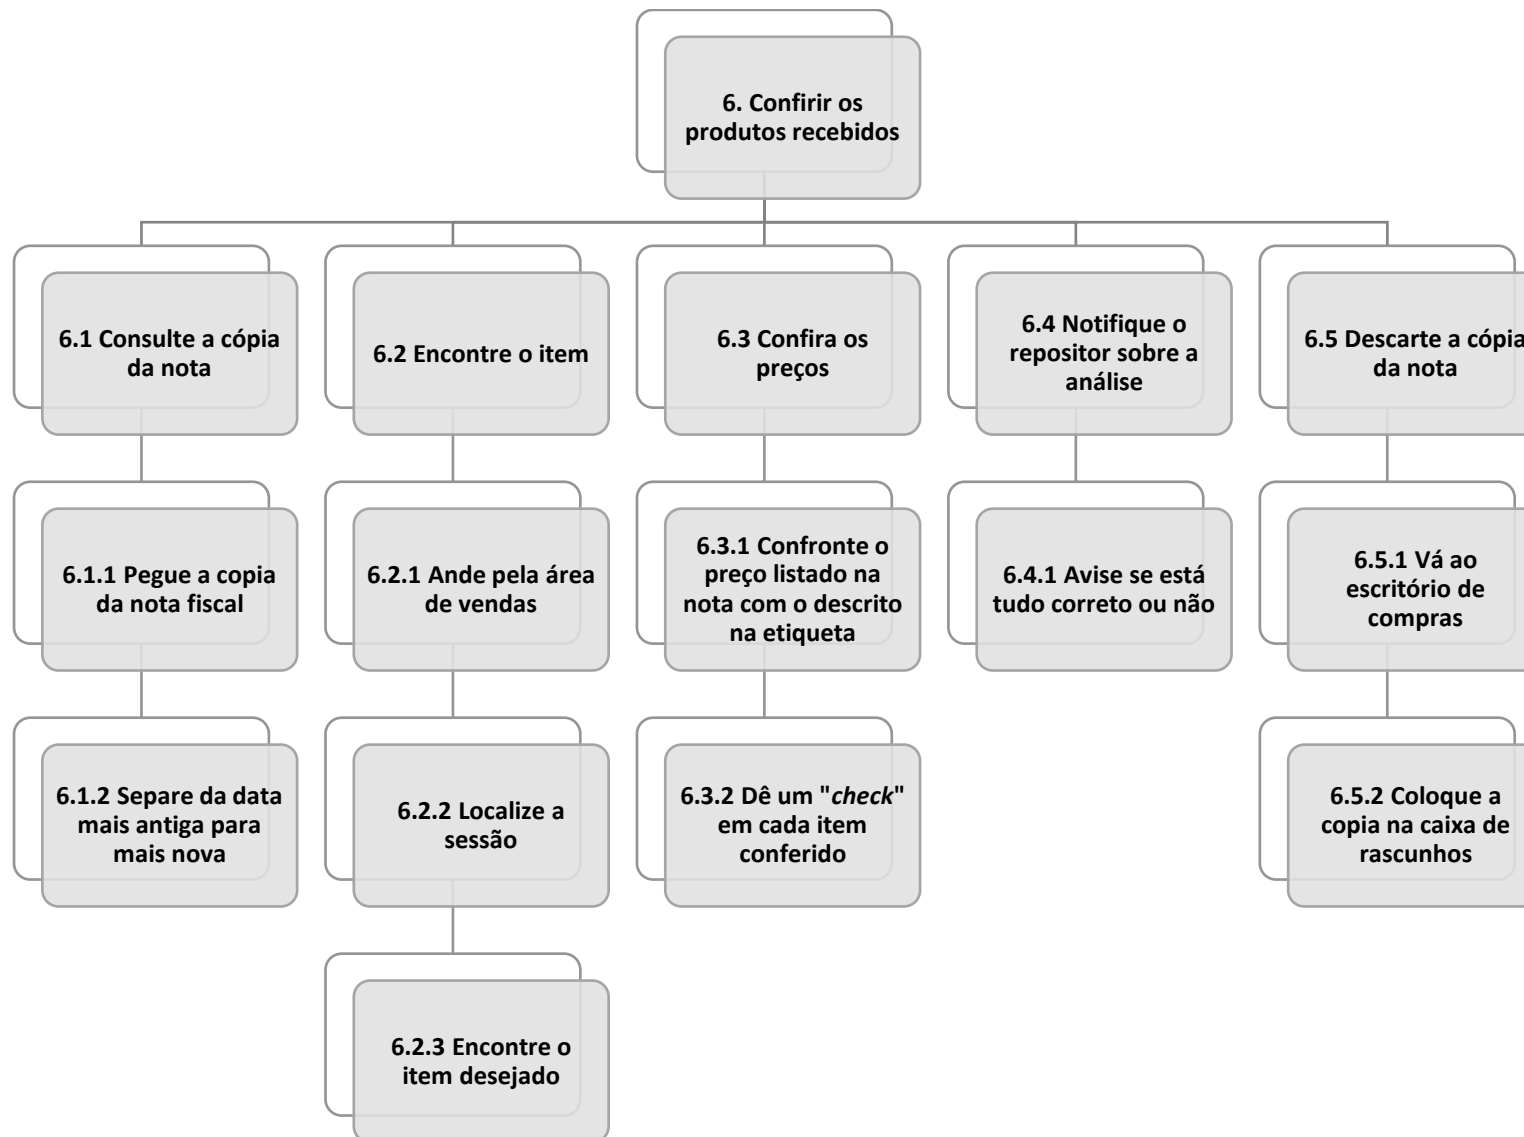 6. Confirir os
produtos recebidos
6.1 Consulte a cópia
da nota
6.2 Encontre o item
6.3 Confira os
preços
6.4 Notifique o
repositor sobre a
análise
6.5 Descarte a cópia
da nota
6.1.1 Pegue a copia
da nota fiscal
6.2.1 Ande pela área
de vendas
6.3.1 Confronte o
preço listado na
nota com o descrito
na etiqueta
6.4.1 Avise se está
tudo correto ou não
6.5.1 Vá ao
escritório de
compras
6.1.2 Separe da data
mais antiga para
mais nova
6.2.2 Localize a
sessão
6.3.2 Dê um "check"
em cada item
conferido
6.5.2 Coloque a
copia na caixa de
rascunhos
6.2.3 Encontre o
item desejado